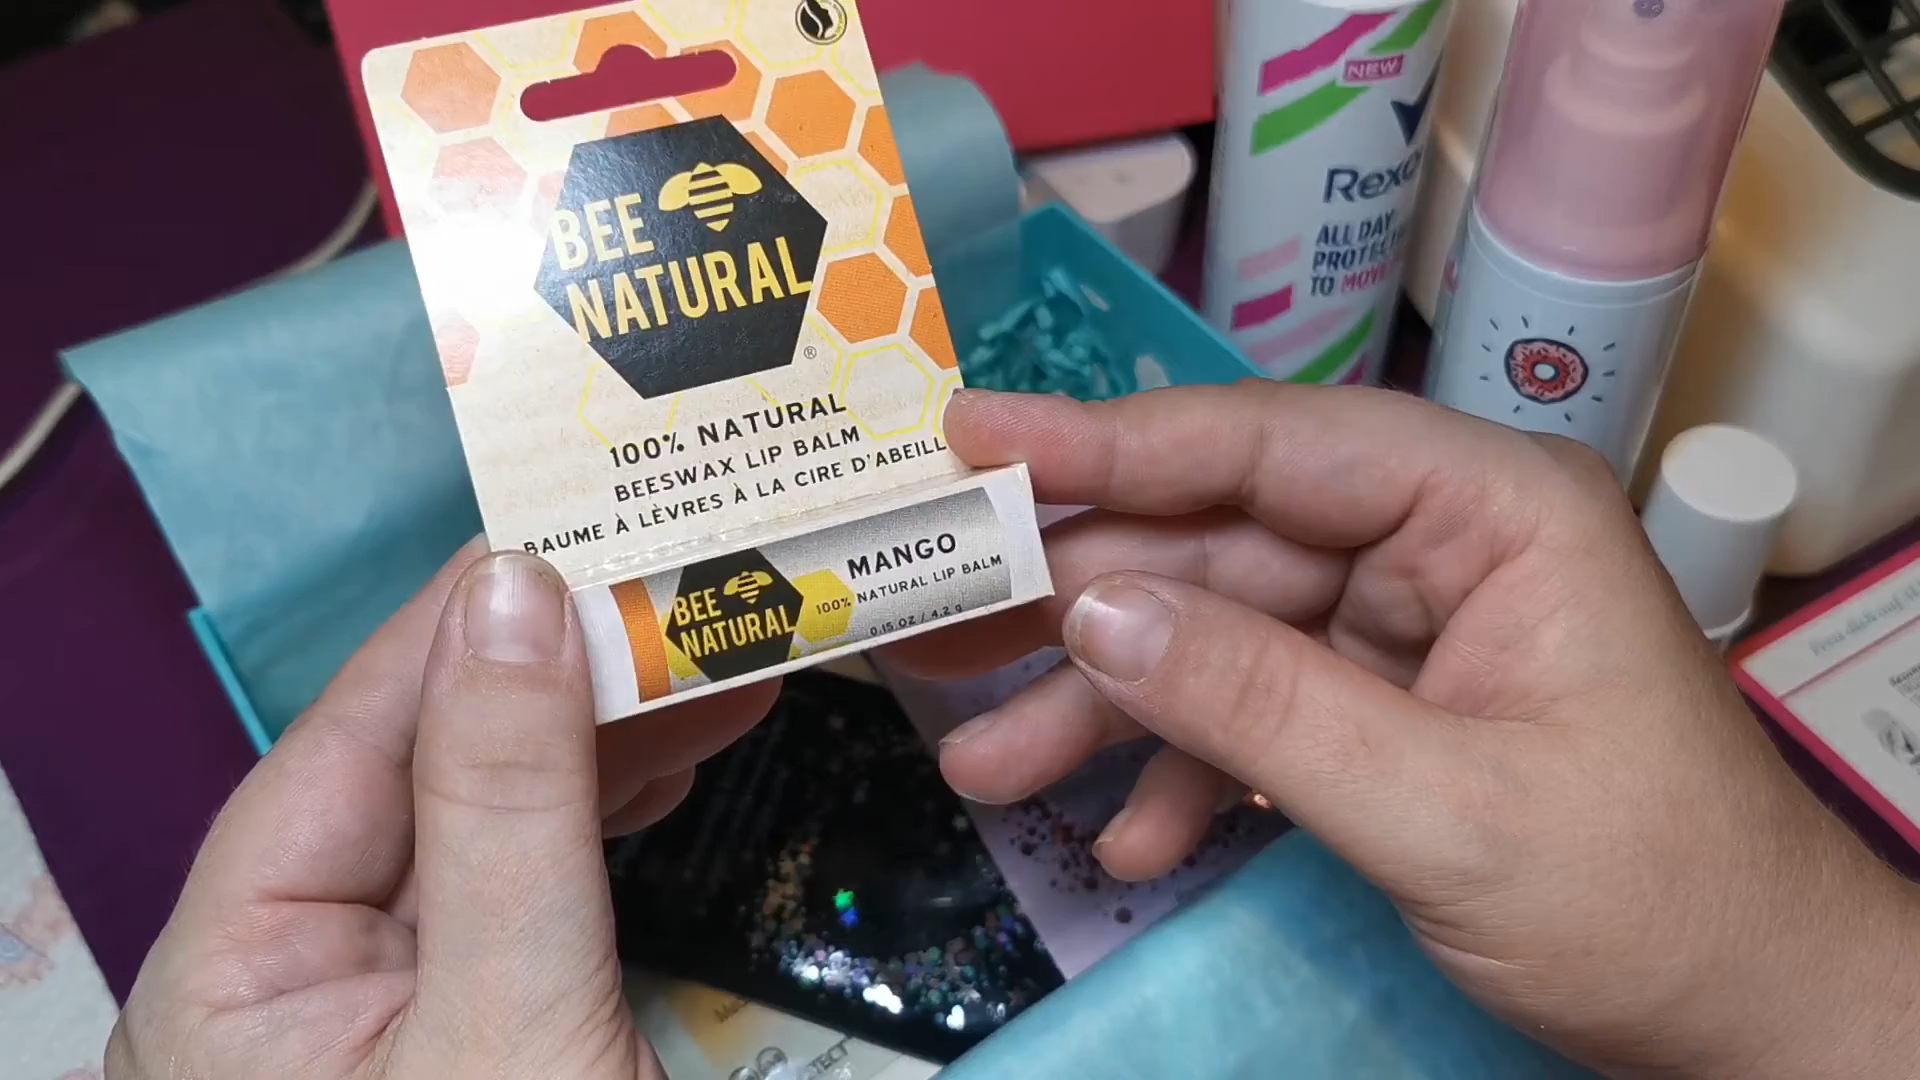 BEE
NATURAL
®
100% NATURAL
BEESWAX LIP BALM
BAUME À LÈVRES À LA CIRE D'ABEILL
BEE
NATURAL
MANGO
100% NATURAL LIP BALM
0.15 OZ / 4.2 g
NEW
Rexo
ALL DAY
PROTECT
TO MOVE